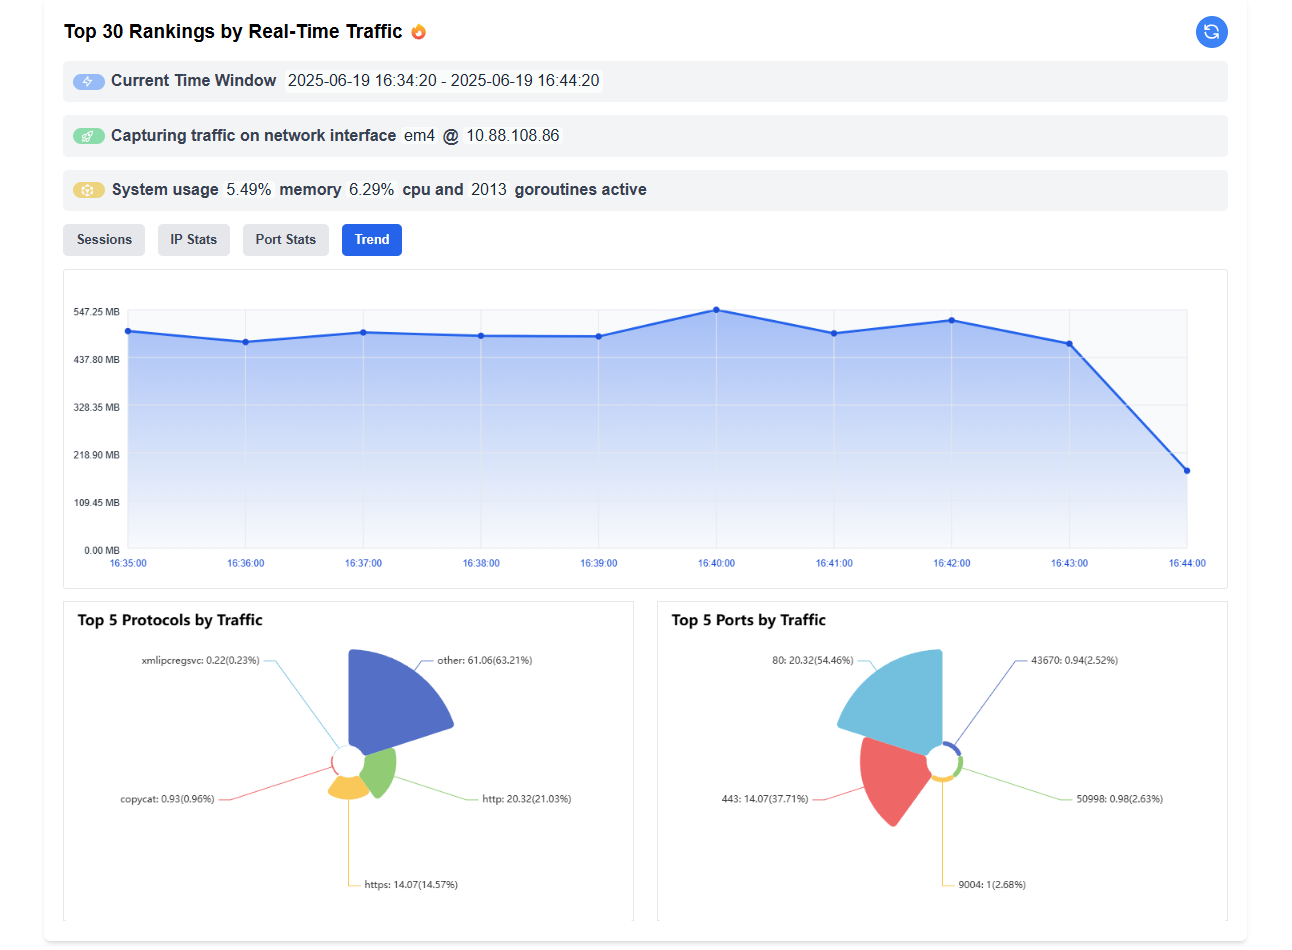 Top 30 Rankings by Real-Time Traffic 🔥
Current Time Window 2025-06-19 16:34:20 - 2025-06-19 16:44:20
Capturing traffic on network interface em4 @ 10.88.108.86
System usage 5.49% memory 6.29% cpu and 2013 goroutines active
Sessions IP Stats Port Stats Trend
547.25 MB
437.80 MB
328.35 MB
218.90 MB
109.45 MB
0.00 MB
16:35:00 16:36:00 16:37:00 16:38:00 16:39:00 16:40:00 16:41:00 16:42:00 16:43:00 16:44:00
Top 5 Protocols by Traffic
xmlipcregsvc: 0.22(0.23%) other: 61.06(63.21%)
copycat: 0.93(0.96%) http: 20.32(21.03%)
https: 14.07(14.57%)
Top 5 Ports by Traffic
80: 20.32(54.46%) 43670: 0.94(2.52%)
443: 14.07(37.71%) 50998: 0.98(2.63%)
9004: 1(2.68%)